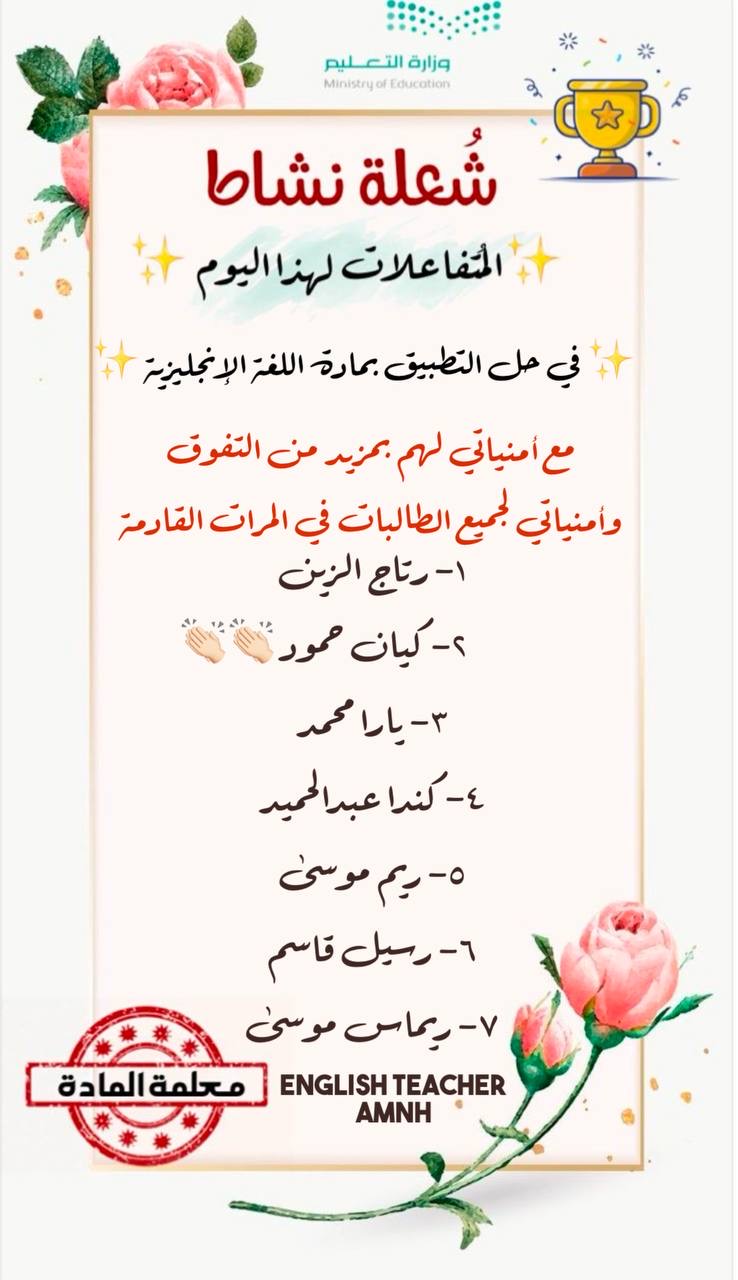 وزارة التعليم
Ministry of Education
شُعلة نشاط
المُتفاعلات لهذا اليوم
في حل التطبيق بمادة اللغة الإنجليزية
مع أمنياتي لهم بمزيد من التفوق
وأمنياتي لجميع الطالبات في المرات القادمة
١- رتاج الزين
٢- كيان حمود
٣- يارا محمد
٤- كندا عبدالحميد
٥- ريم موسىٰ
٦- رسيل قاسم
٧- ريماس موسىٰ
معلمة المادة
ENGLISH TEACHER
AMNH